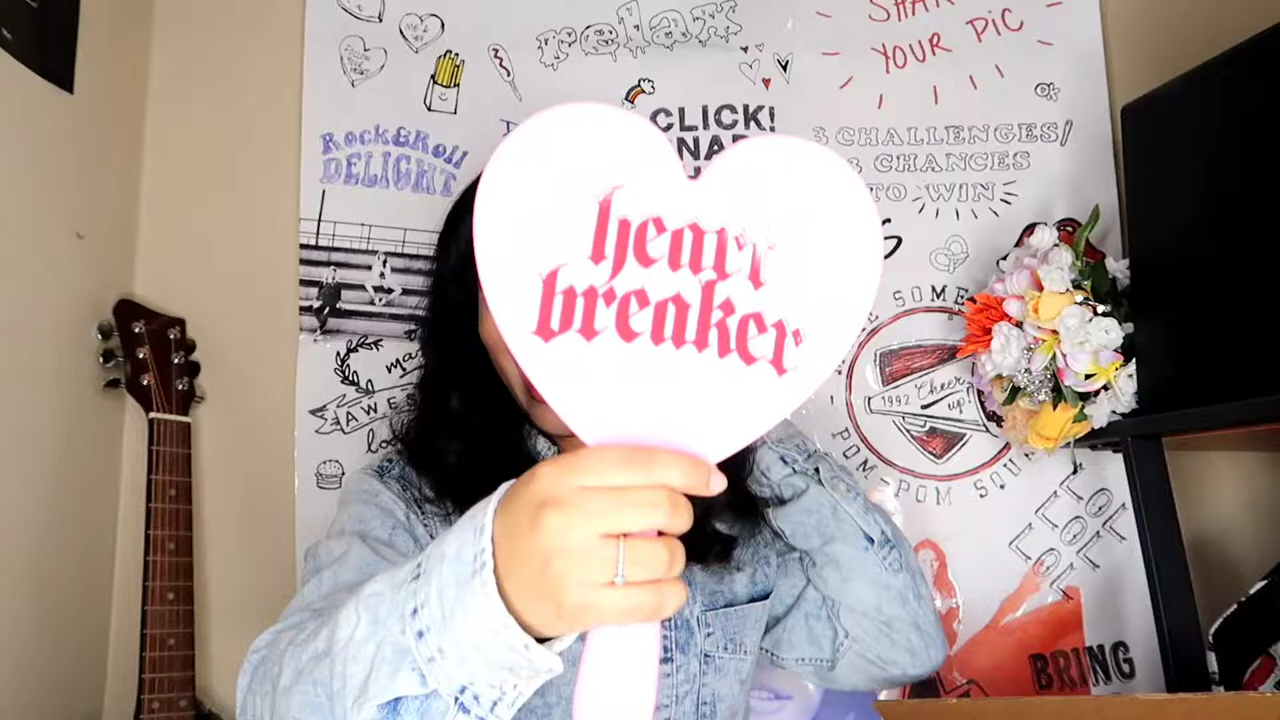 relax
YOUR PIC
ROCK&ROLL
DELIGHT
CLICK!
3 CHALLENGES/
CHANCES
TO WIN
heart
breaker
SOME
1992 Cheer
up!
POM-POM
LOL
LOL
LOL
BRING